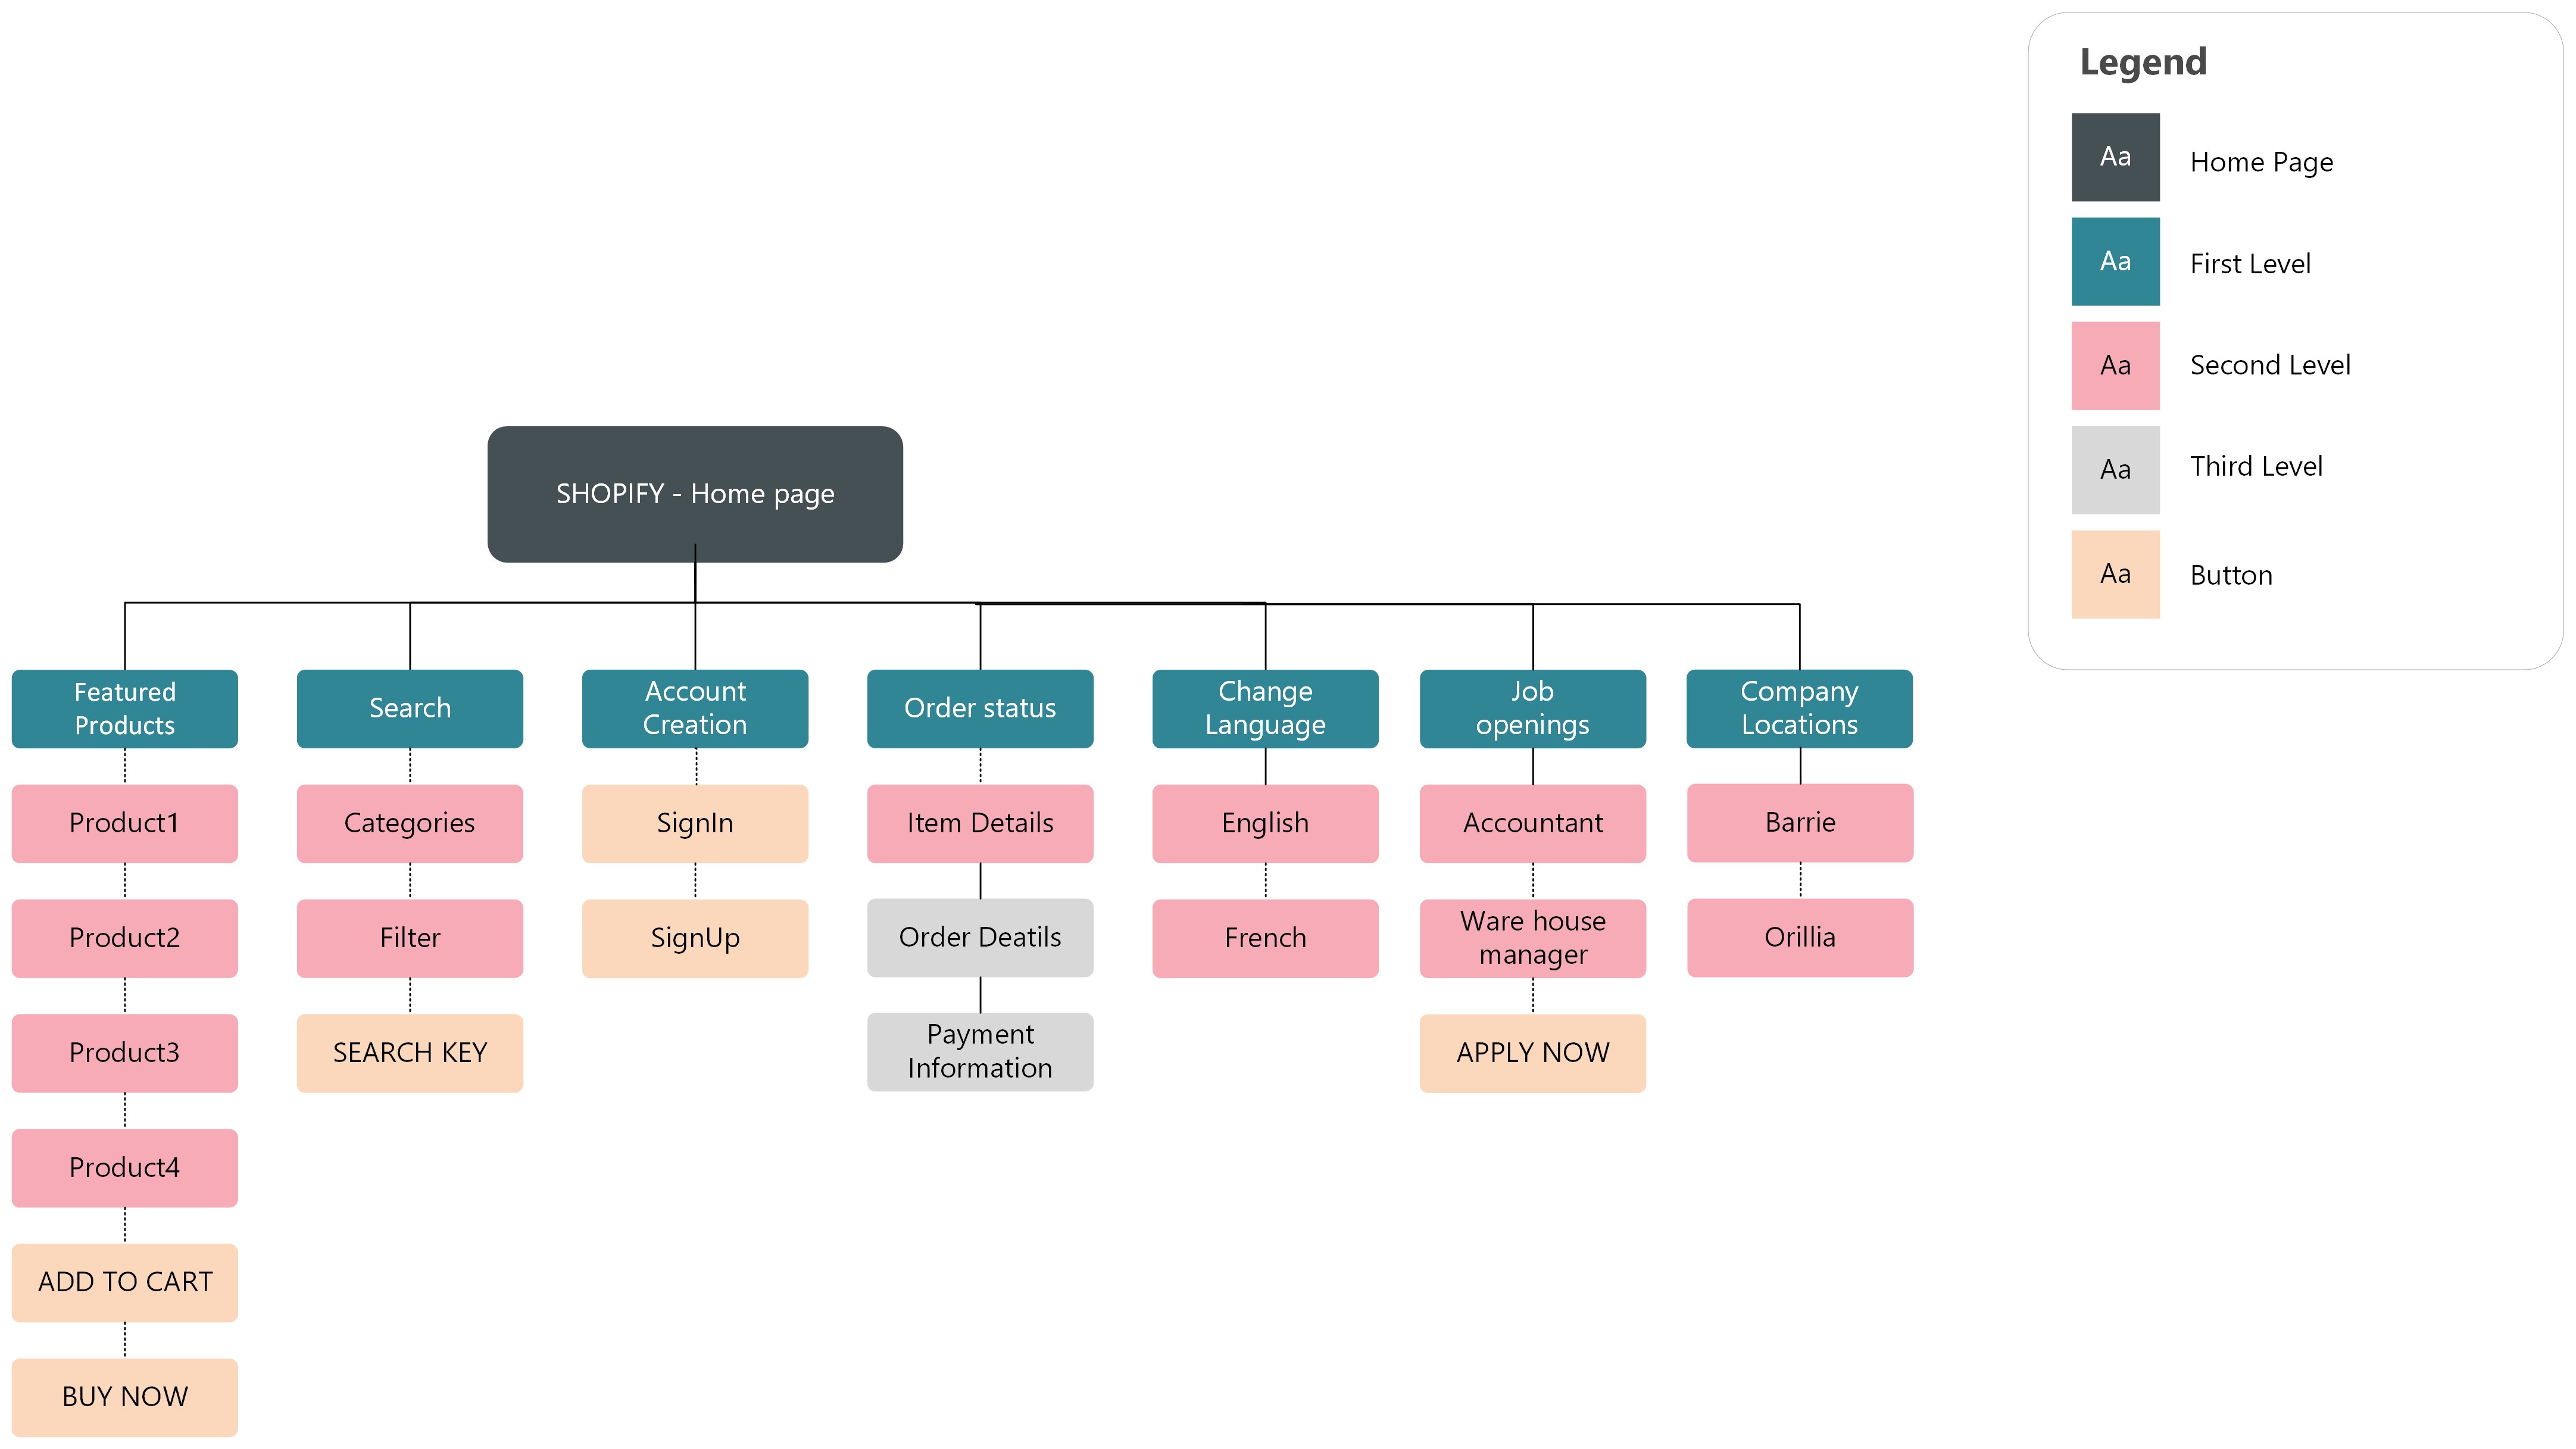 Legend
Aa
Home Page
Aa
First Level
Aa
Second Level
Aa
Third Level
Aa
Button
SHOPIFY - Home page
Featured
Products
Product1
Product2
Product3
Product4
ADD TO CART
BUY NOW
Search
Categories
Filter
SEARCH KEY
Account
Creation
SignIn
SignUp
Order status
Item Details
Order Deatils
Payment
Information
Change
Language
English
French
Job
openings
Accountant
Ware house
manager
APPLY NOW
Company
Locations
Barrie
Orillia